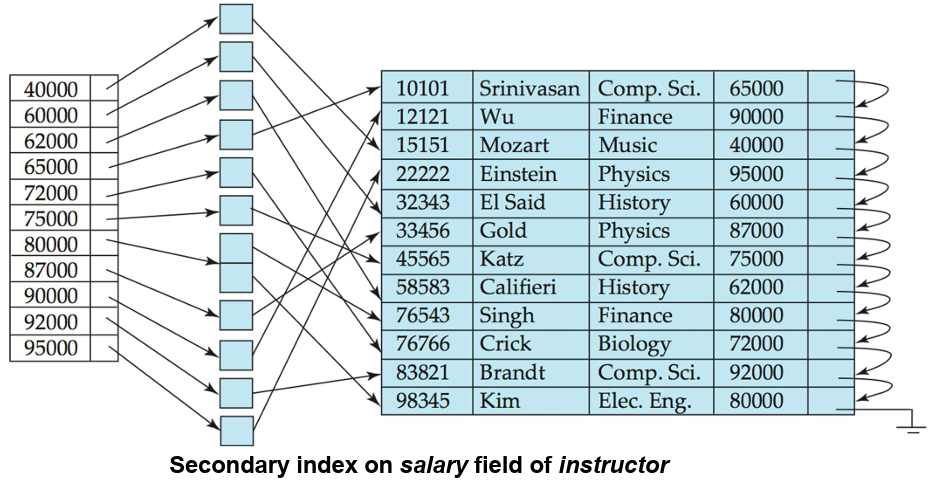 40000
60000
62000
65000
72000
75000
80000
87000
90000
92000
95000
10101 Srinivasan Comp. Sci. 65000
12121 Wu Finance 90000
15151 Mozart Music 40000
22222 Einstein Physics 95000
32343 El Said History 60000
33456 Gold Physics 87000
45565 Katz Comp. Sci. 75000
58583 Califieri History 62000
76543 Singh Finance 80000
76766 Crick Biology 72000
83821 Brandt Comp. Sci. 92000
98345 Kim Elec. Eng. 80000
Secondary index on salary field of instructor